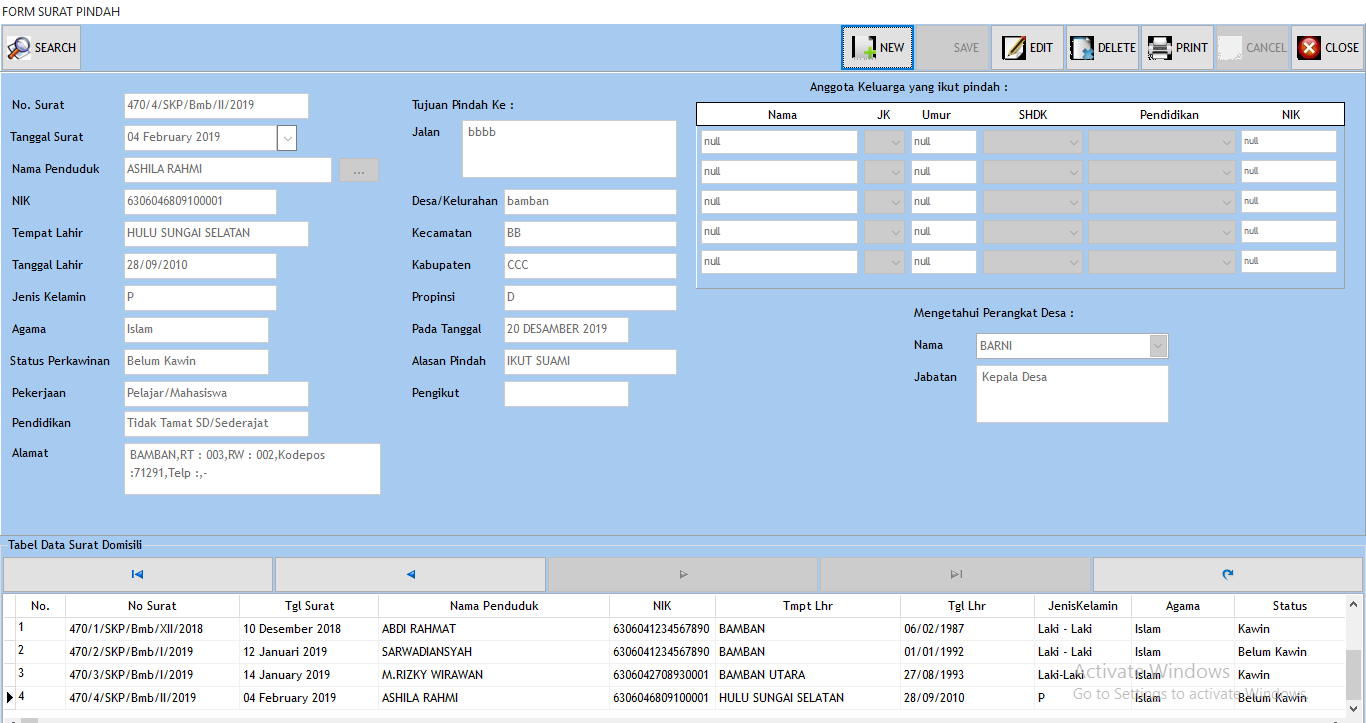 FORM SURAT PINDAH
SEARCH NEW SAVE EDIT DELETE PRINT CANCEL CLOSE
No. Surat 470/4/SKP/Bmb/II/2019
Tanggal Surat 04 February 2019
Nama Penduduk ASHILA RAHMI ...
NIK 6306046809100001
Tempat Lahir HULU SUNGAI SELATAN
Tanggal Lahir 28/09/2010
Jenis Kelamin P
Agama Islam
Status Perkawinan Belum Kawin
Pekerjaan Pelajar/Mahasiswa
Pendidikan Tidak Tamat SD/Sederajat
Alamat BAMBAN,RT : 003,RW : 002,Kodepos
:71291,Telp :,-
Tujuan Pindah Ke :
Jalan bbbb
Desa/Kelurahan bamban
Kecamatan BB
Kabupaten CCC
Propinsi D
Pada Tanggal 20 DESAMBER 2019
Alasan Pindah IKUT SUAMI
Pengikut
Anggota Keluarga yang ikut pindah :
Nama JK Umur SHDK Pendidikan NIK
null null null
null null null
null null null
null null null
null null null
Mengetahui Perangkat Desa :
Nama BARNI
Jabatan Kepala Desa
Tabel Data Surat Domisili
No. No Surat Tgl Surat Nama Penduduk NIK Tmpt Lhr Tgl Lhr JenisKelamin Agama Status
1 470/1/SKP/Bmb/XII/2018 10 Desember 2018 ABDI RAHMAT 6306041234567890 BAMBAN 06/02/1987 Laki - Laki Islam Kawin
2 470/2/SKP/Bmb/I/2019 12 Januari 2019 SARWADIANSYAH 6306041234567890 BAMBAN 01/01/1992 Laki - Laki Islam Belum Kawin
3 470/3/SKP/Bmb/I/2019 14 January 2019 M.RIZKY WIRAWAN 6306042708930001 BAMBAN UTARA 27/08/1993 Laki-Laki Islam Kawin
4 470/4/SKP/Bmb/II/2019 04 February 2019 ASHILA RAHMI 6306046809100001 HULU SUNGAI SELATAN 28/09/2010 P Islam Belum Kawin
Activate Windows
Go to Settings to activate Windows.